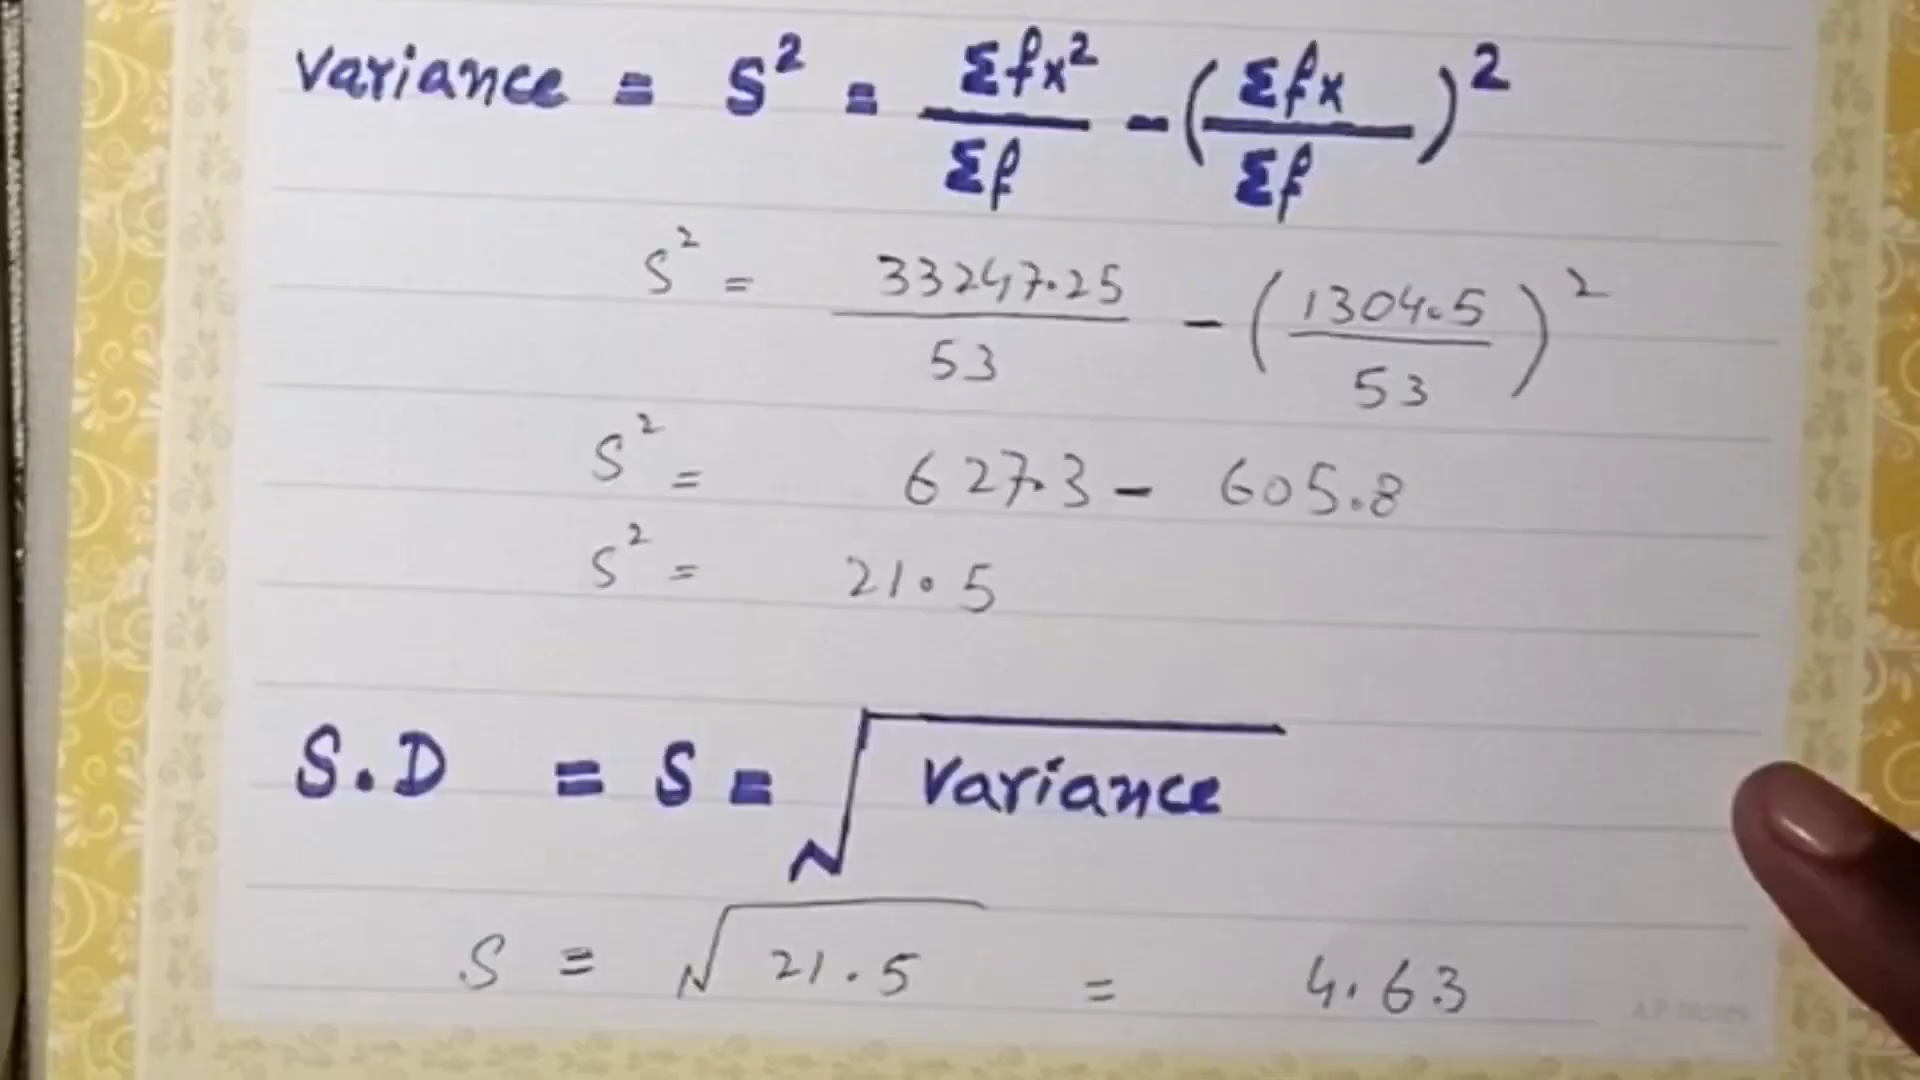 Variance = S² = Σfx²/Σf - (Σfx/Σf)²
S² = 33247.25/53 - (1304.5/53)²
S² = 627.3 - 605.8
S² = 21.5
S.D = S = √Variance
S = √21.5 = 4.63